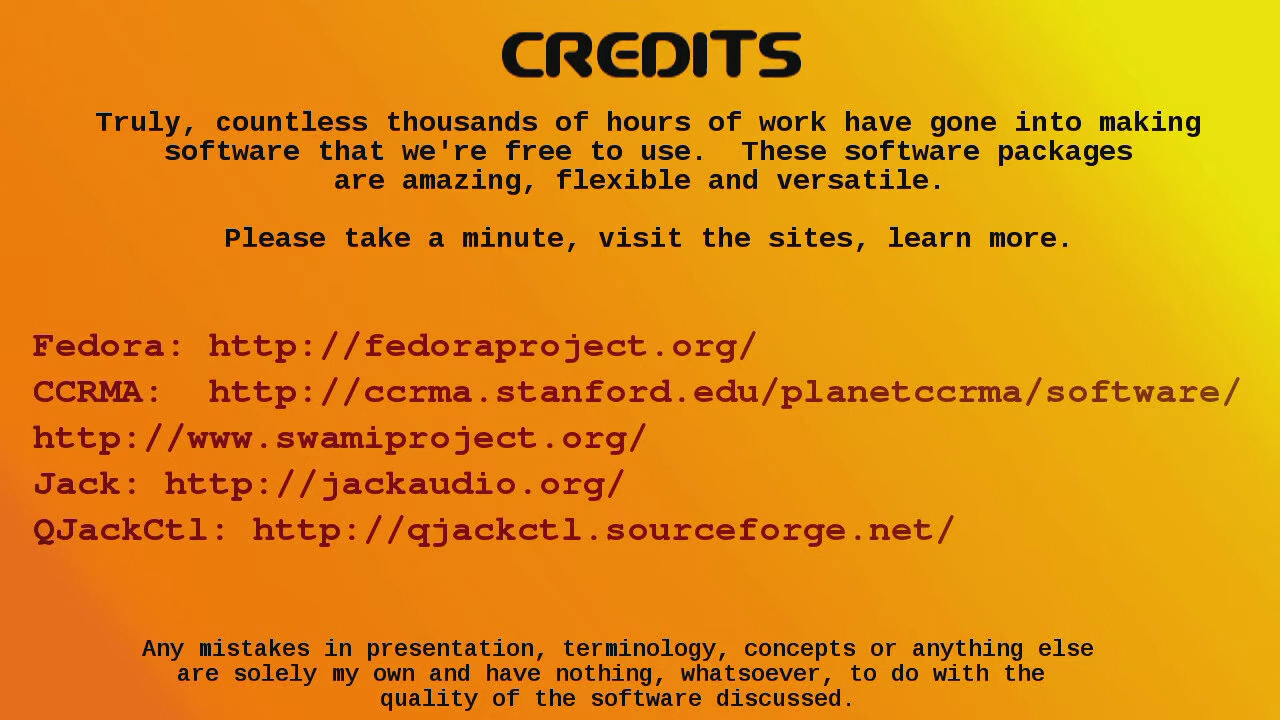 CREDITS
Truly, countless thousands of hours of work have gone into making
software that we're free to use.  These software packages
are amazing, flexible and versatile.
Please take a minute, visit the sites, learn more.
Fedora: http://fedoraproject.org/
CCRMA:  http://ccrma.stanford.edu/planetccrma/software/
http://www.swamiproject.org/
Jack: http://jackaudio.org/
QJackCtl: http://qjackctl.sourceforge.net/
Any mistakes in presentation, terminology, concepts or anything else
are solely my own and have nothing, whatsoever, to do with the
quality of the software discussed.